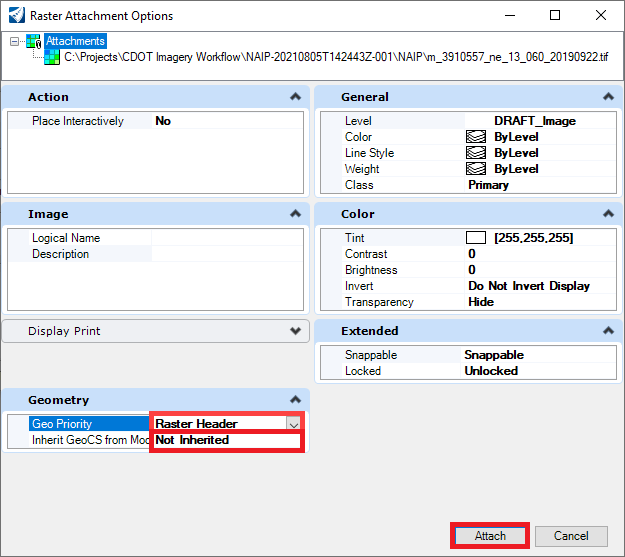 Raster Attachment Options
Attachments
C:\Projects\CDOT Imagery Workflow\NAIP-20210805T142443Z-001\NAIP\m_3910557_ne_13_060_20190922.tif
Action
Place Interactively No
Image
Logical Name
Description
Display Print
Geometry
Geo Priority Raster Header
Inherit GeoCS from Moc Not Inherited
General
Level DRAFT_Image
Color ByLevel
Line Style ByLevel
Weight ByLevel
Class Primary
Color
Tint [255,255,255]
Contrast 0
Brightness 0
Invert Do Not Invert Display
Transparency Hide
Extended
Snappable Snappable
Locked Unlocked
Attach Cancel